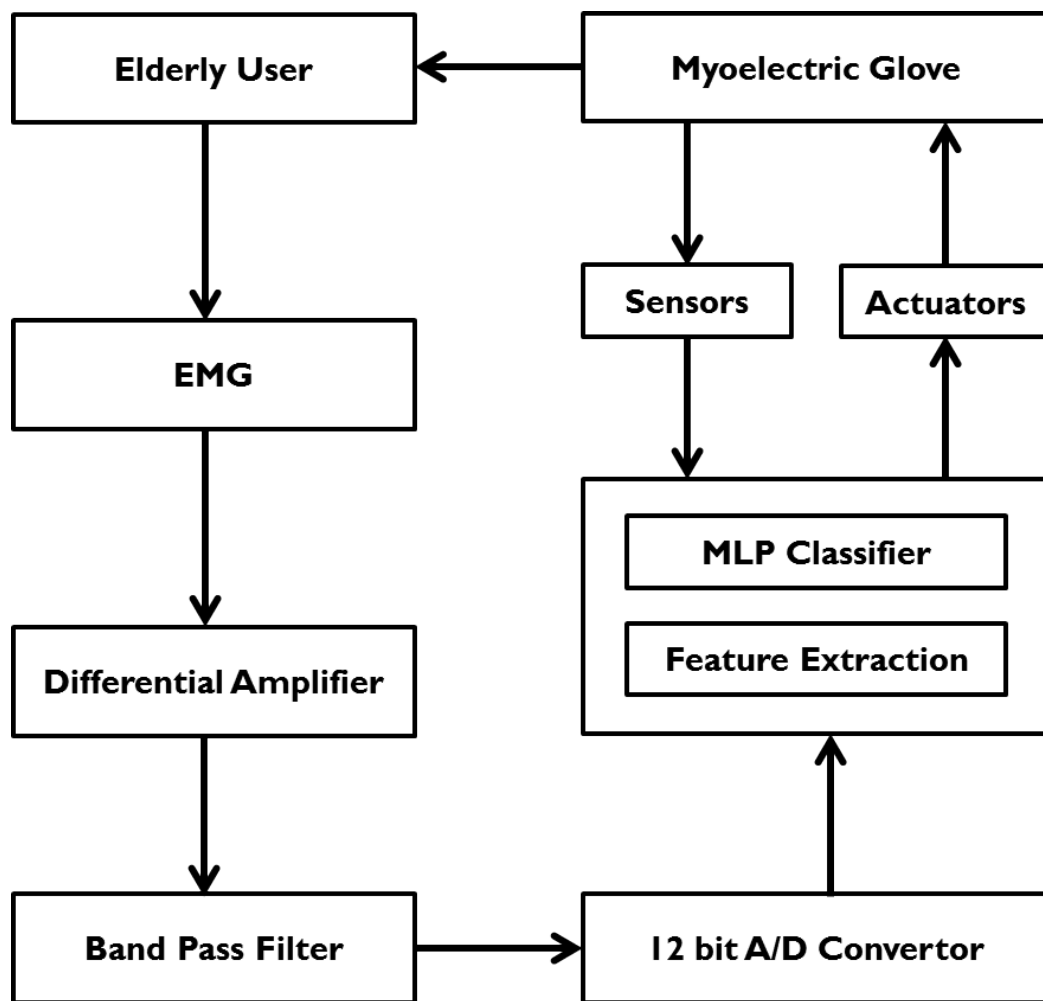 Elderly User
Myoelectric Glove
Sensors
Actuators
EMG
MLP Classifier
Feature Extraction
Differential Amplifier
Band Pass Filter
12 bit A/D Convertor